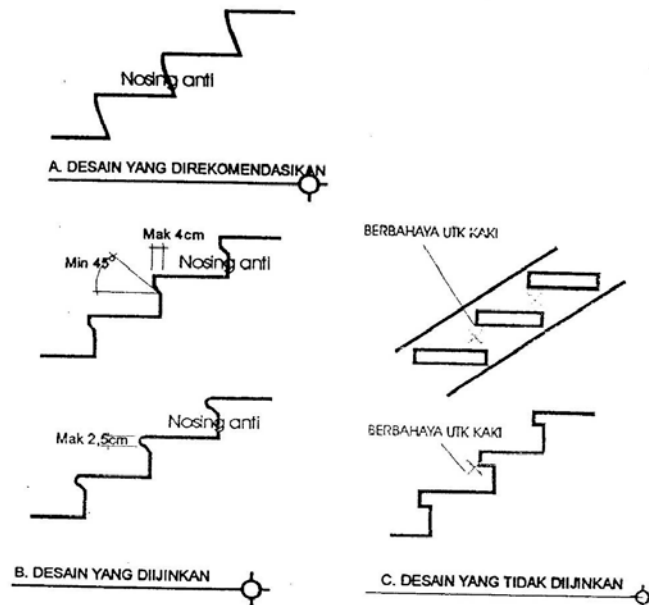 Nosing anti
A. DESAIN YANG DIREKOMENDASIKAN
Mak 4cm
Min 45°
Nosing anti
Nosing anti
Mak 2,5cm
B. DESAIN YANG DIIJINKAN
BERBAHAYA UTK KAKI
BERBAHAYA UTK KAKI
C. DESAIN YANG TIDAK DIIJINKAN